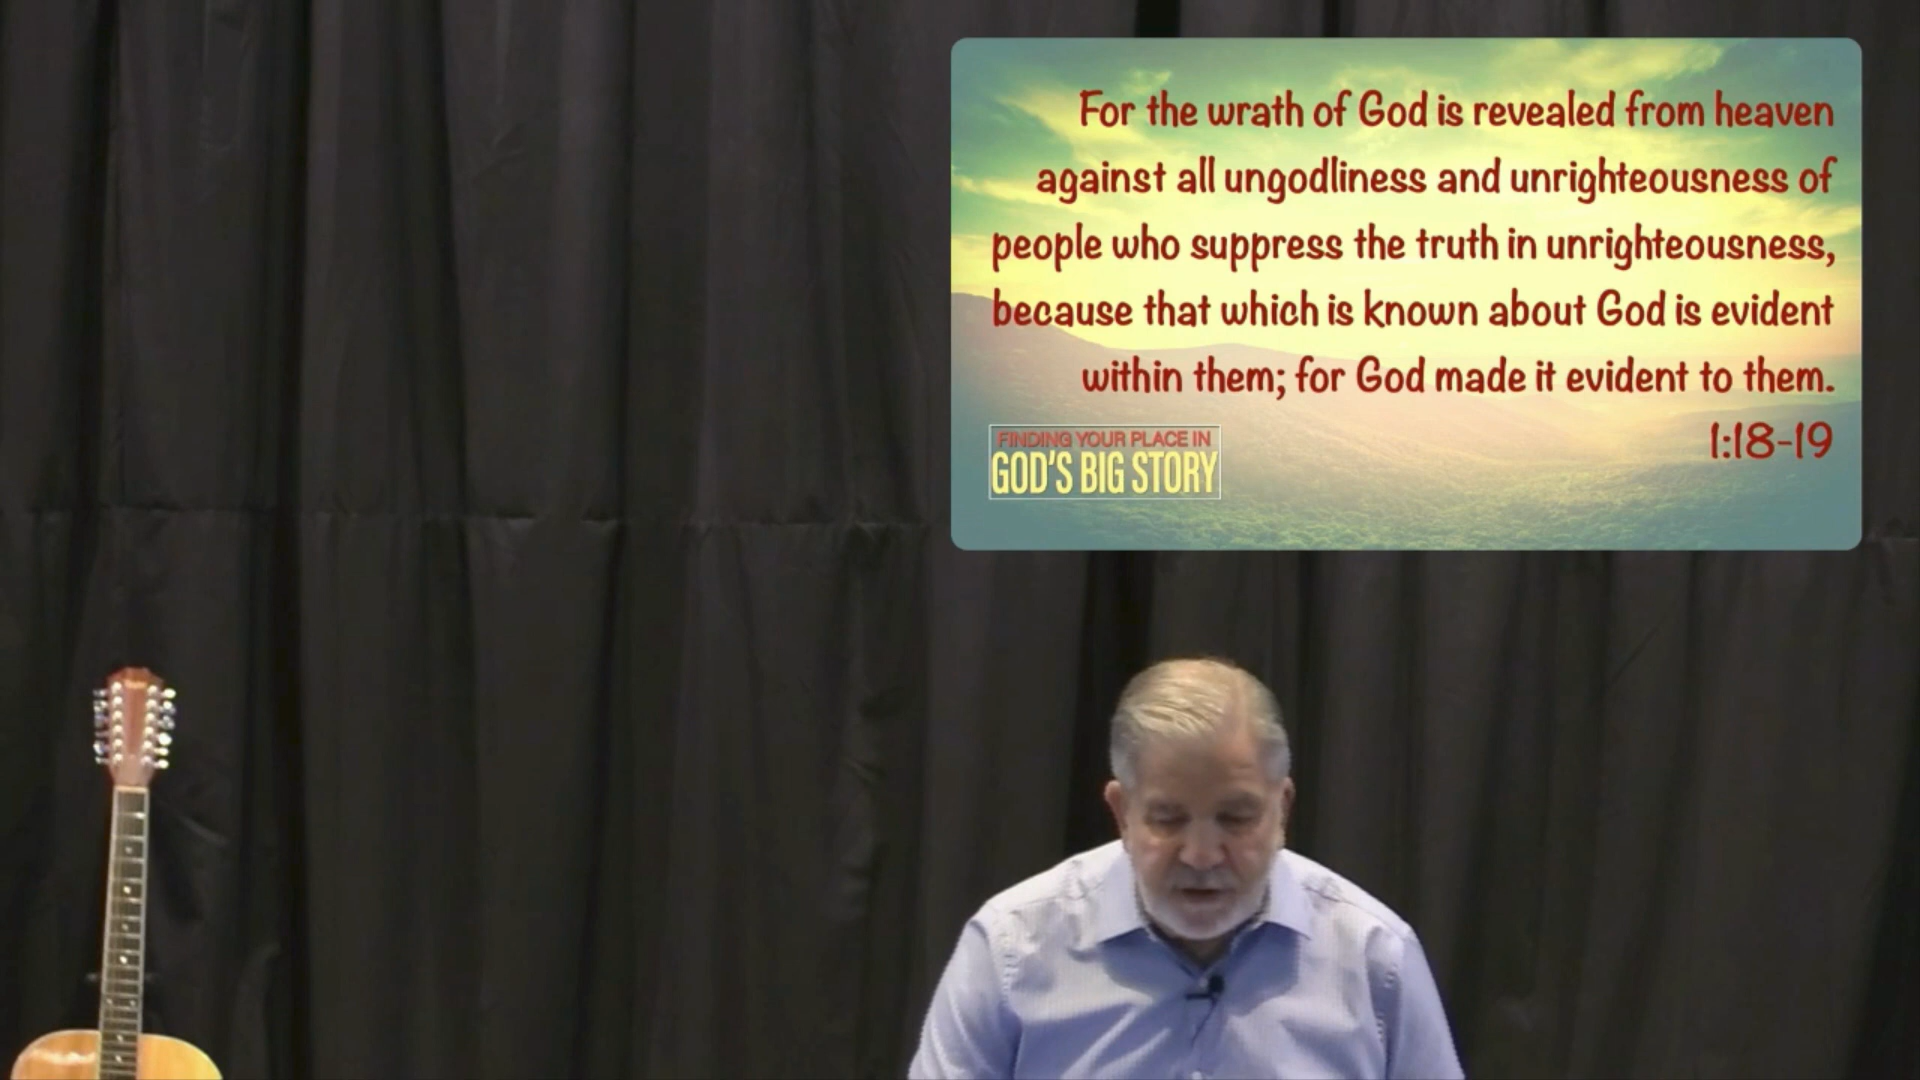 For the wrath of God is revealed from heaven
against all ungodliness and unrighteousness of
people who suppress the truth in unrighteousness,
because that which is known about God is evident
within them; for God made it evident to them.
1:18-19
FINDING YOUR PLACE IN
GOD'S BIG STORY